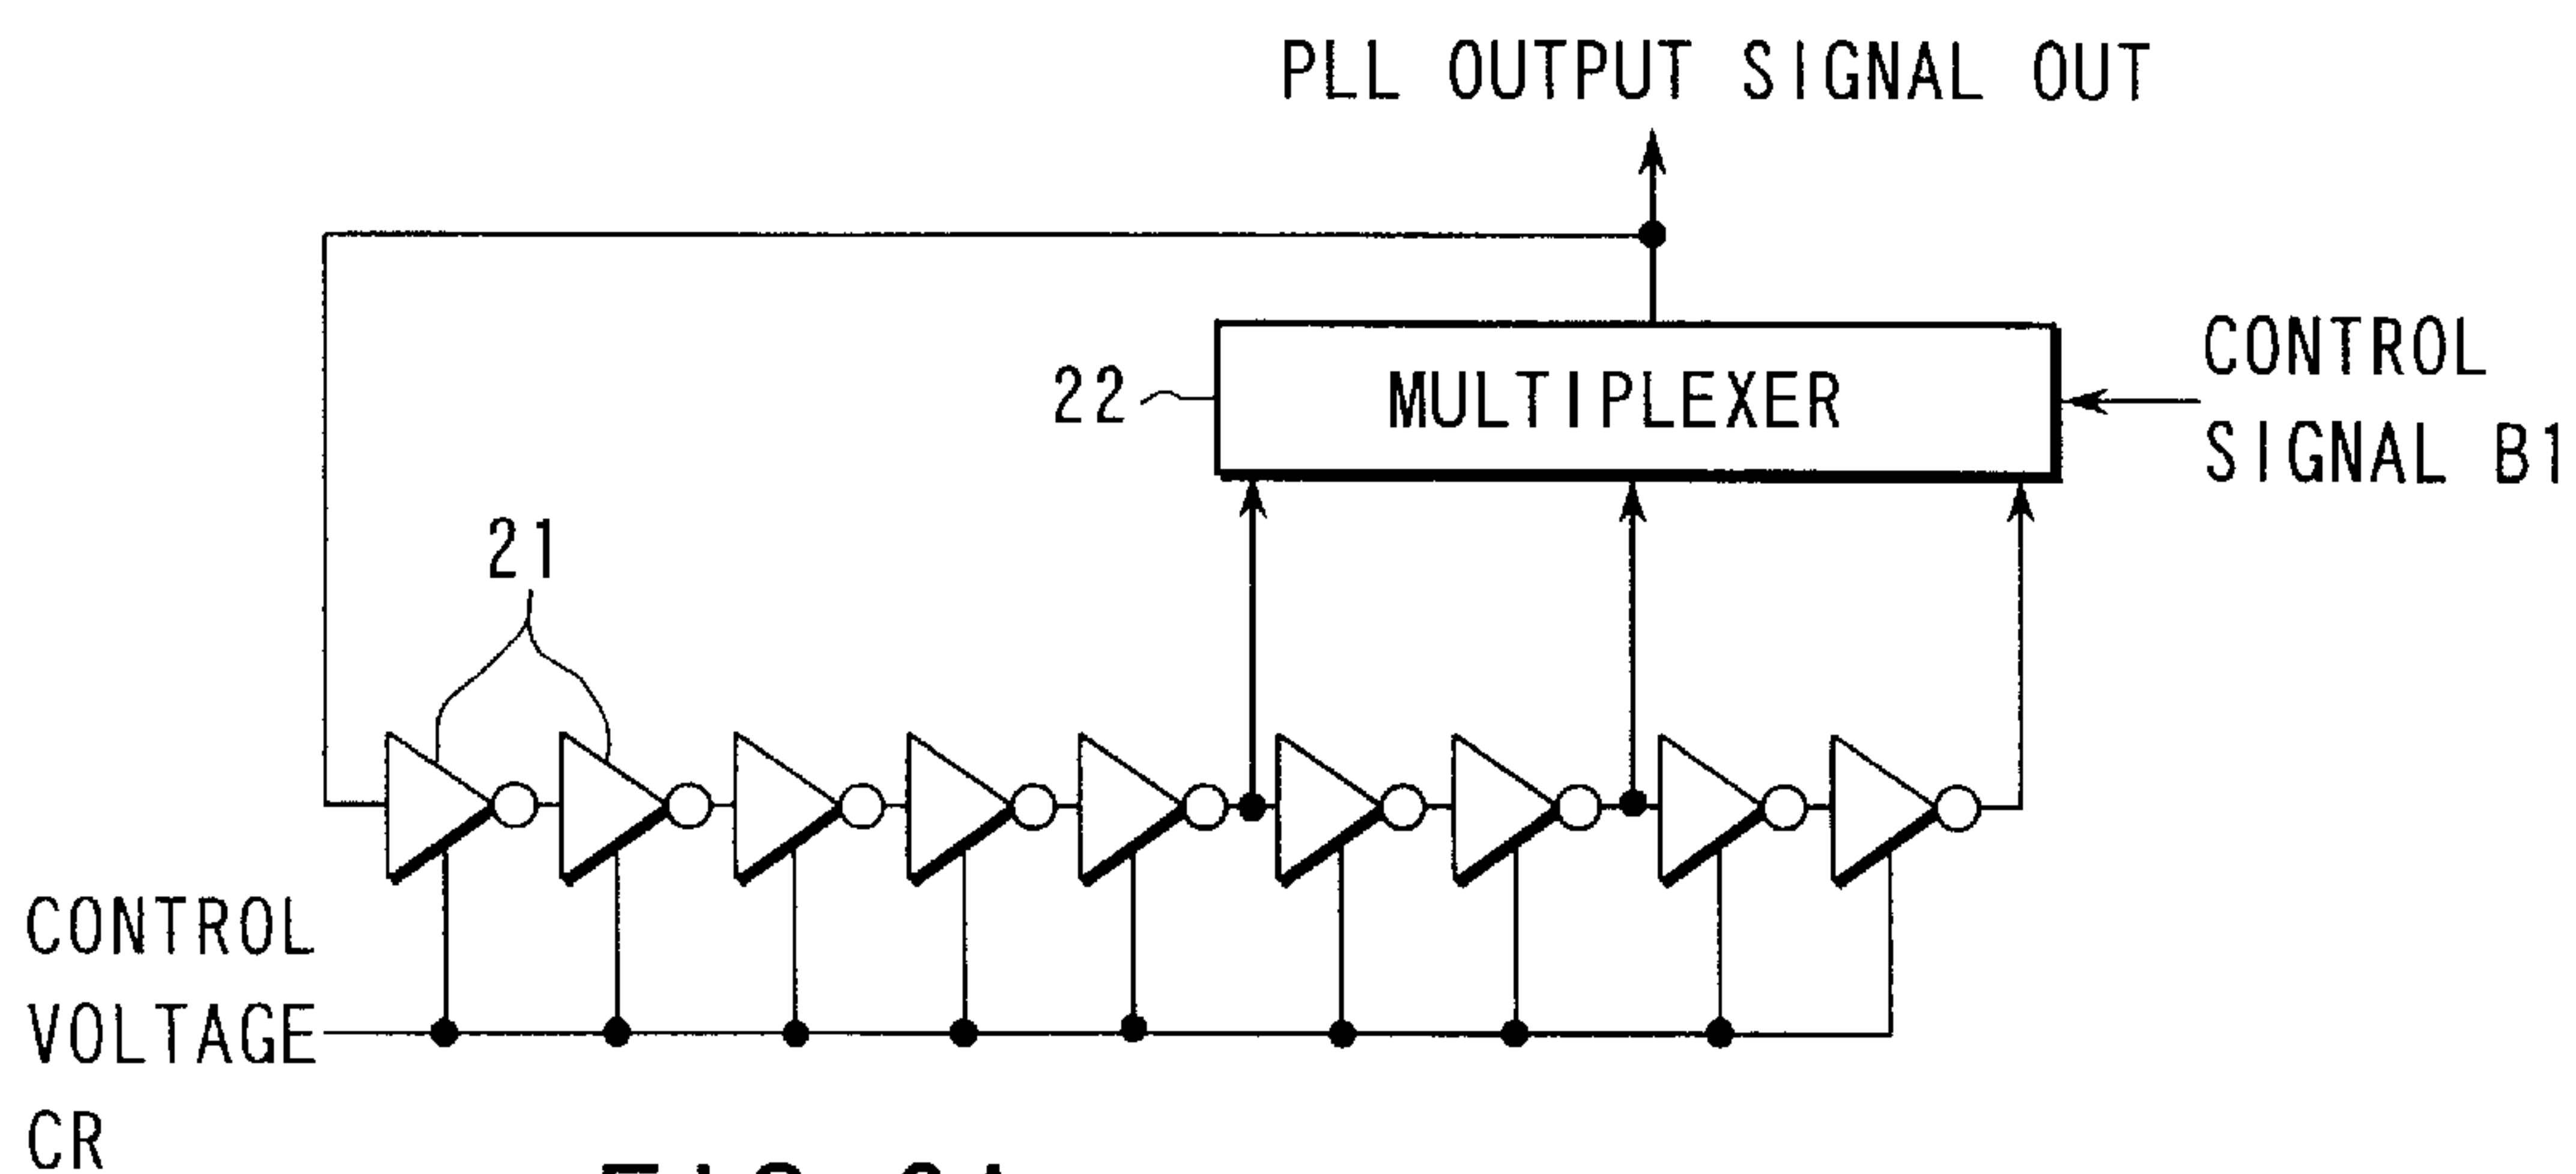 PLL OUTPUT SIGNAL OUT
22
MULTIPLEXER
CONTROL
SIGNAL B1
21
CONTROL
VOLTAGE
CR